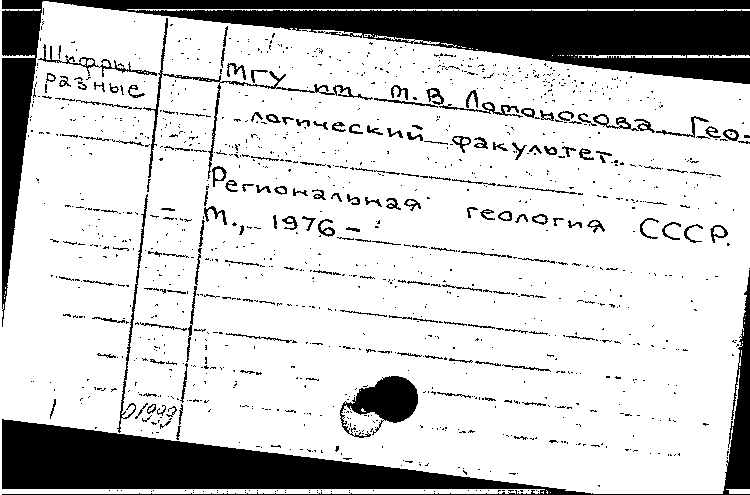 Шифры
разные
МГУ им. М.В. Ломоносова. Гео-
логический факультет.
Региональная геология СССР.
М., 1976 -
01999